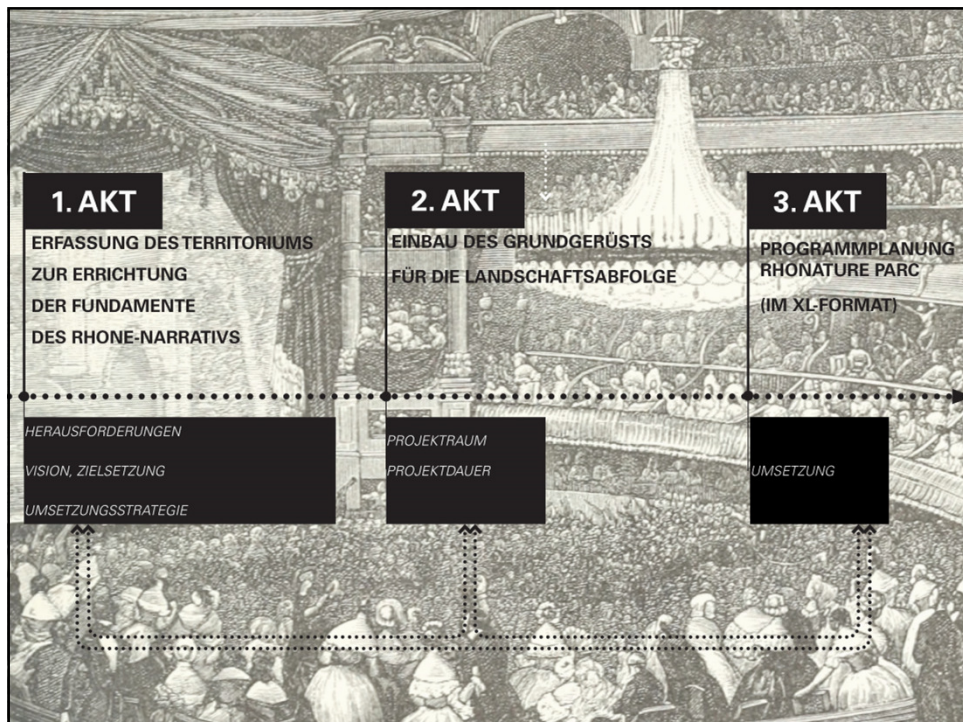 1. AKT
ERFASSUNG DES TERRITORIUMS
ZUR ERRICHTUNG
DER FUNDAMENTE
DES RHONE-NARRATIVS
HERAUSFORDERUNGEN
VISION, ZIELSETZUNG
UMSETZUNGSSTRATEGIE
2. AKT
EINBAU DES GRUNDGERÜSTS
FÜR DIE LANDSCHAFTSABFOLGE
PROJEKTRAUM
PROJEKTDAUER
3. AKT
PROGRAMMPLANUNG
RHONATURE PARC
(IM XL-FORMAT)
UMSETZUNG